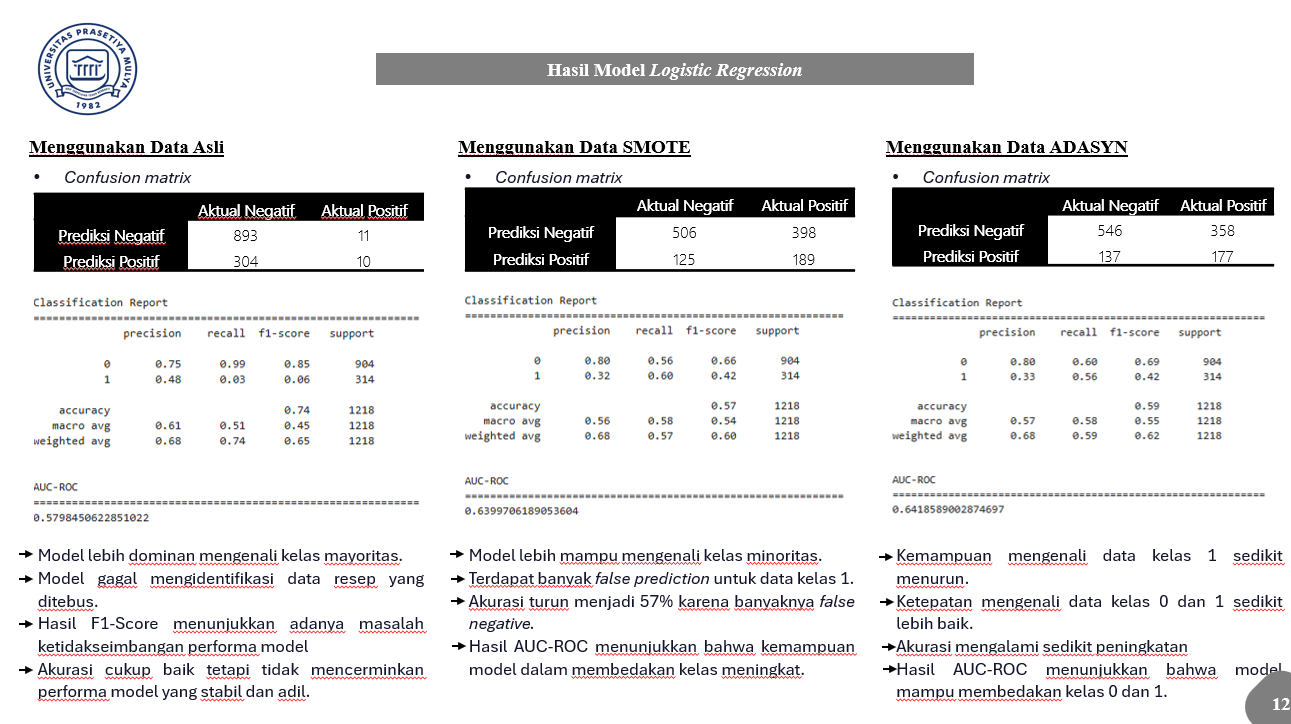 UNIVERSITAS PRASETIYA MULYA
1982
Hasil Model Logistic Regression
Menggunakan Data Asli
• Confusion matrix
Aktual Negatif Aktual Positif
Prediksi Negatif 893 11
Prediksi Positif 304 10
Classification Report
precision recall f1-score support
0 0.75 0.99 0.85 904
1 0.48 0.03 0.06 314
accuracy 0.74 1218
macro avg 0.61 0.51 0.45 1218
weighted avg 0.68 0.74 0.65 1218
AUC-ROC
0.5798450622851022
➔ Model lebih dominan mengenali kelas mayoritas.
➔ Model gagal mengidentifikasi data resep yang
ditebus.
➔ Hasil F1-Score menunjukkan adanya masalah
ketidakseimbangan performa model
➔ Akurasi cukup baik tetapi tidak mencerminkan
performa model yang stabil dan adil.
Menggunakan Data SMOTE
• Confusion matrix
Aktual Negatif Aktual Positif
Prediksi Negatif 506 398
Prediksi Positif 125 189
Classification Report
precision recall f1-score support
0 0.80 0.56 0.66 904
1 0.32 0.60 0.42 314
accuracy 0.57 1218
macro avg 0.56 0.58 0.54 1218
weighted avg 0.68 0.57 0.60 1218
AUC-ROC
0.6399706189053604
➔ Model lebih mampu mengenali kelas minoritas.
➔ Terdapat banyak false prediction untuk data kelas 1.
➔ Akurasi turun menjadi 57% karena banyaknya false
negative.
➔ Hasil AUC-ROC menunjukkan bahwa kemampuan
model dalam membedakan kelas meningkat.
Menggunakan Data ADASYN
• Confusion matrix
Aktual Negatif Aktual Positif
Prediksi Negatif 546 358
Prediksi Positif 137 177
Classification Report
precision recall f1-score support
0 0.80 0.60 0.69 904
1 0.33 0.56 0.42 314
accuracy 0.59 1218
macro avg 0.57 0.58 0.55 1218
weighted avg 0.68 0.59 0.62 1218
AUC-ROC
0.6418589002874697
➔ Kemampuan mengenali data kelas 1 sedikit
menurun.
➔ Ketepatan mengenali data kelas 0 dan 1 sedikit
lebih baik.
➔ Akurasi mengalami sedikit peningkatan
➔ Hasil AUC-ROC menunjukkan bahwa model
mampu membedakan kelas 0 dan 1.
12